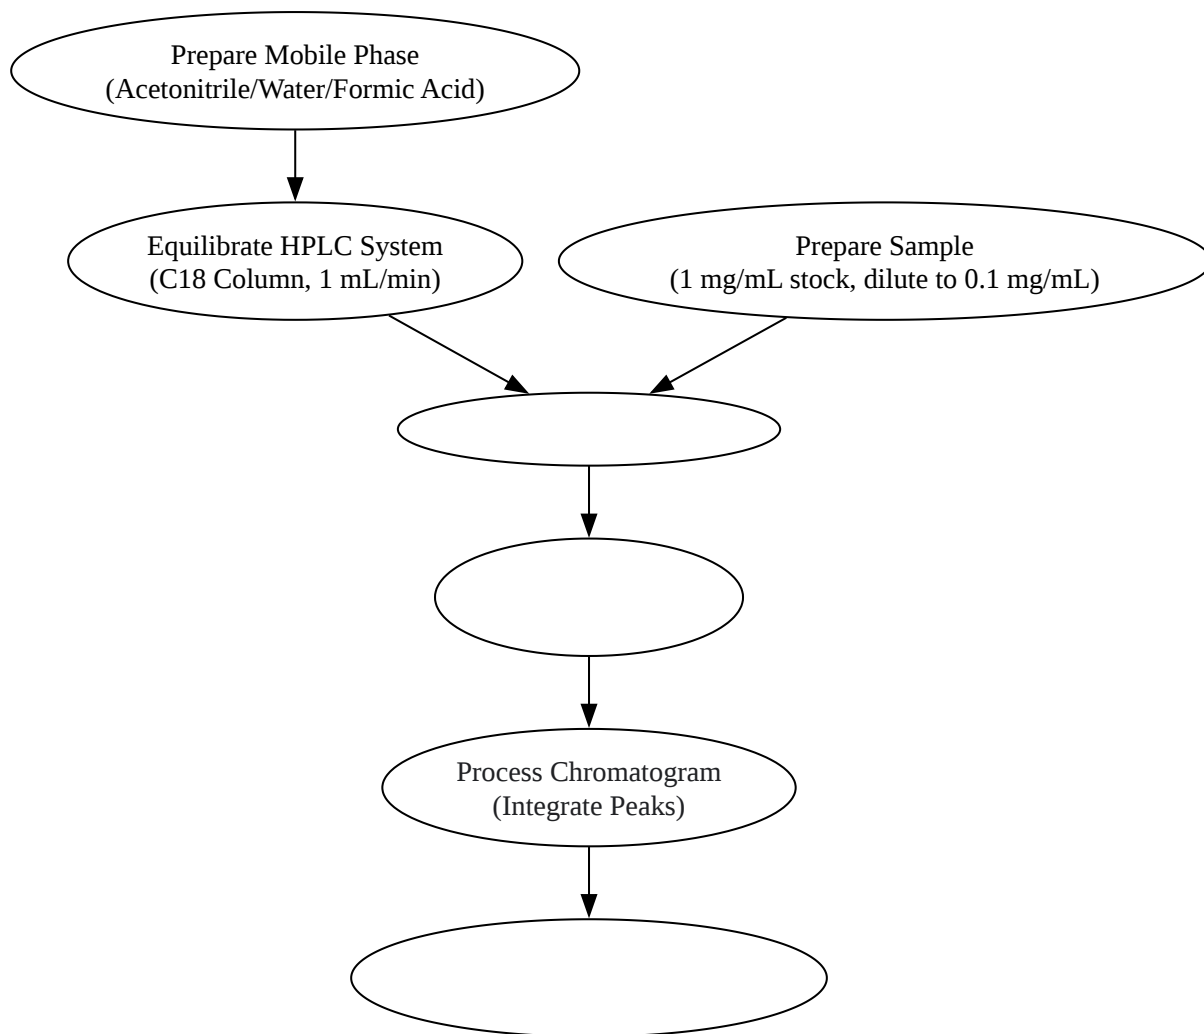 Prepare Mobile Phase
(Acetonitrile/Water/Formic Acid)
Equilibrate HPLC System
(C18 Column, 1 mL/min)
Prepare Sample
(1 mg/mL stock, dilute to 0.1 mg/mL)
Process Chromatogram
(Integrate Peaks)